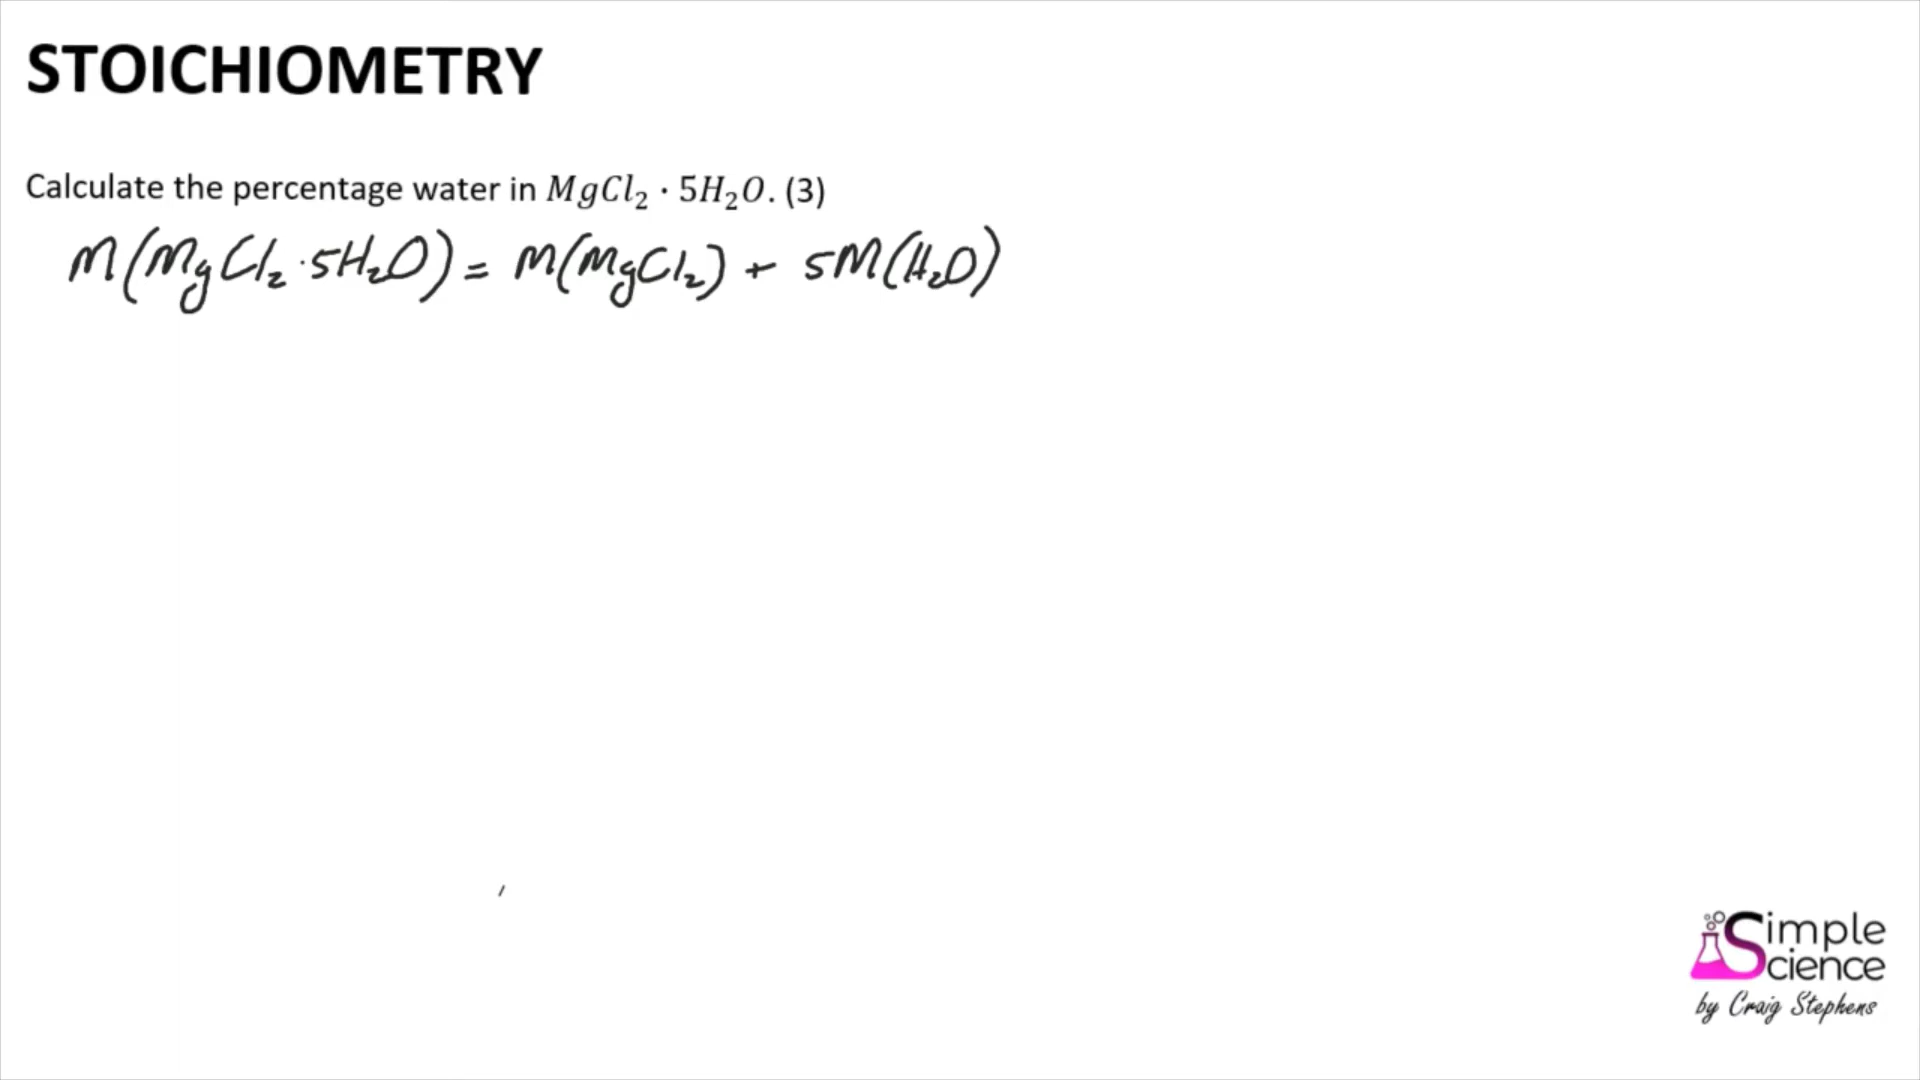 STOICHIOMETRY
Calculate the percentage water in MgCl₂ · 5H₂O. (3)
M(MgCl₂·5H₂O) = M(MgCl₂) + 5M(H₂O)
Simple
Science
by Craig Stephens